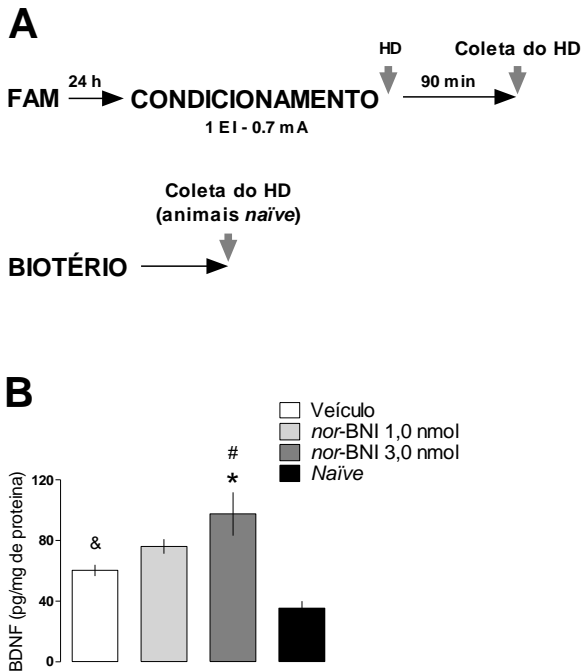 A
HD
Coleta do HD
24 h
90 min
FAM
CONDICIONAMENTO
1 EI - 0.7 mA
Coleta do HD
(animais naïve)
BIOTÉRIO
B
Veículo
nor-BNI 1,0 nmol
nor-BNI 3,0 nmol
Naïve
BDNF (pg/mg de proteina)
120
80
40
0
&
#
*